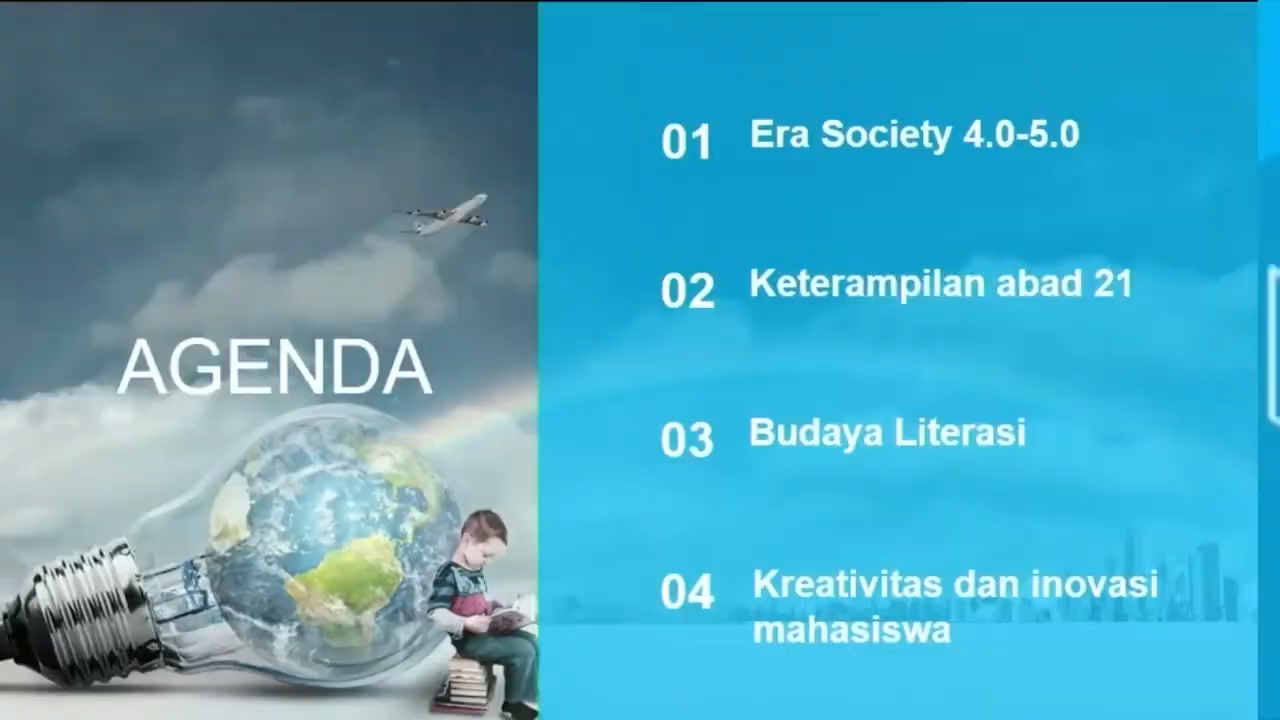 AGENDA
01 Era Society 4.0-5.0
02 Keterampilan abad 21
03 Budaya Literasi
04 Kreativitas dan inovasi
mahasiswa